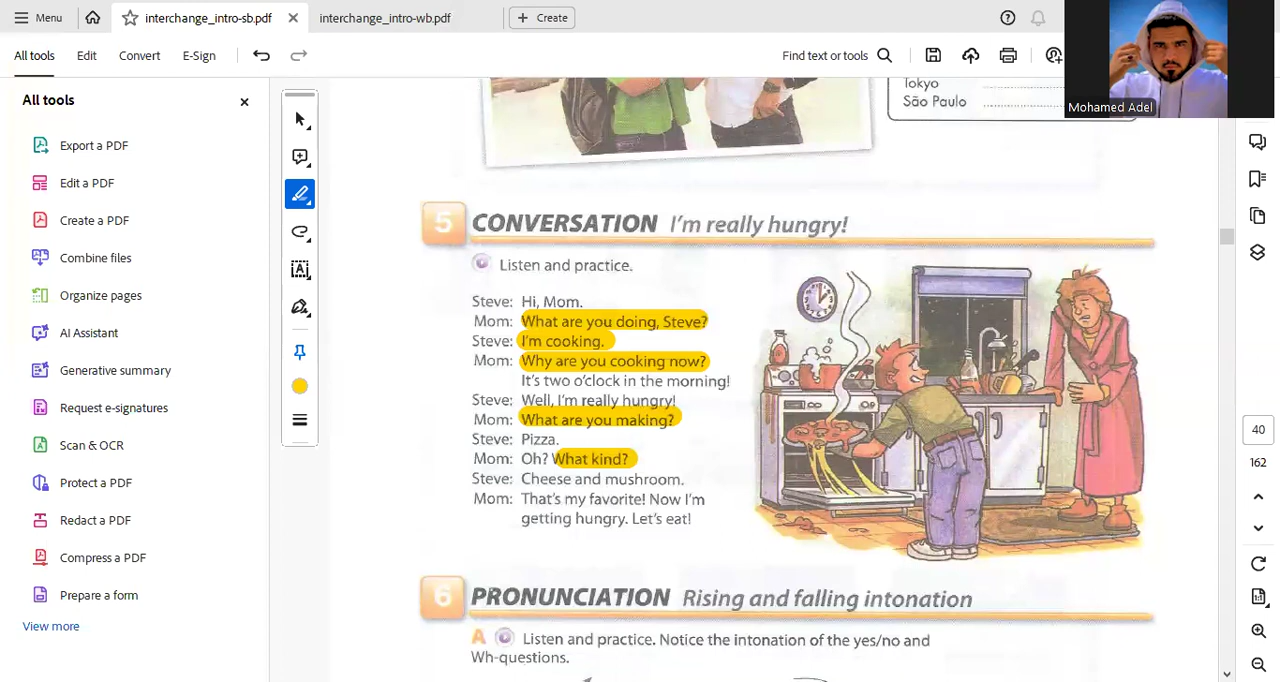 Menu
interchange_intro-sb.pdf
interchange_intro-wb.pdf
Create
All tools
Edit
Convert
E-Sign
Find text or tools
Mohamed Adel
All tools
Export a PDF
Edit a PDF
Create a PDF
Combine files
Organize pages
AI Assistant
Generative summary
Request e-signatures
Scan & OCR
Protect a PDF
Redact a PDF
Compress a PDF
Prepare a form
View more
Tokyo
São Paulo
5 CONVERSATION I'm really hungry!
Listen and practice.
Steve: Hi, Mom.
Mom: What are you doing, Steve?
Steve: I'm cooking.
Mom: Why are you cooking now?
It's two o'clock in the morning!
Steve: Well, I'm really hungry!
Mom: What are you making?
Steve: Pizza.
Mom: Oh? What kind?
Steve: Cheese and mushroom.
Mom: That's my favorite! Now I'm
getting hungry. Let's eat!
6 PRONUNCIATION Rising and falling intonation
A Listen and practice. Notice the intonation of the yes/no and
Wh-questions.
40
162